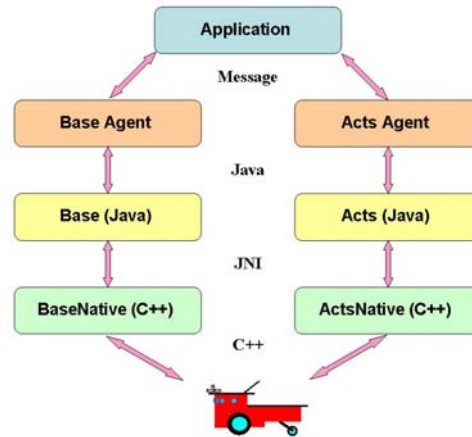 Application
Message
Base Agent
Acts Agent
Java
Base (Java)
Acts (Java)
JNI
BaseNative (C++)
ActsNative (C++)
C++